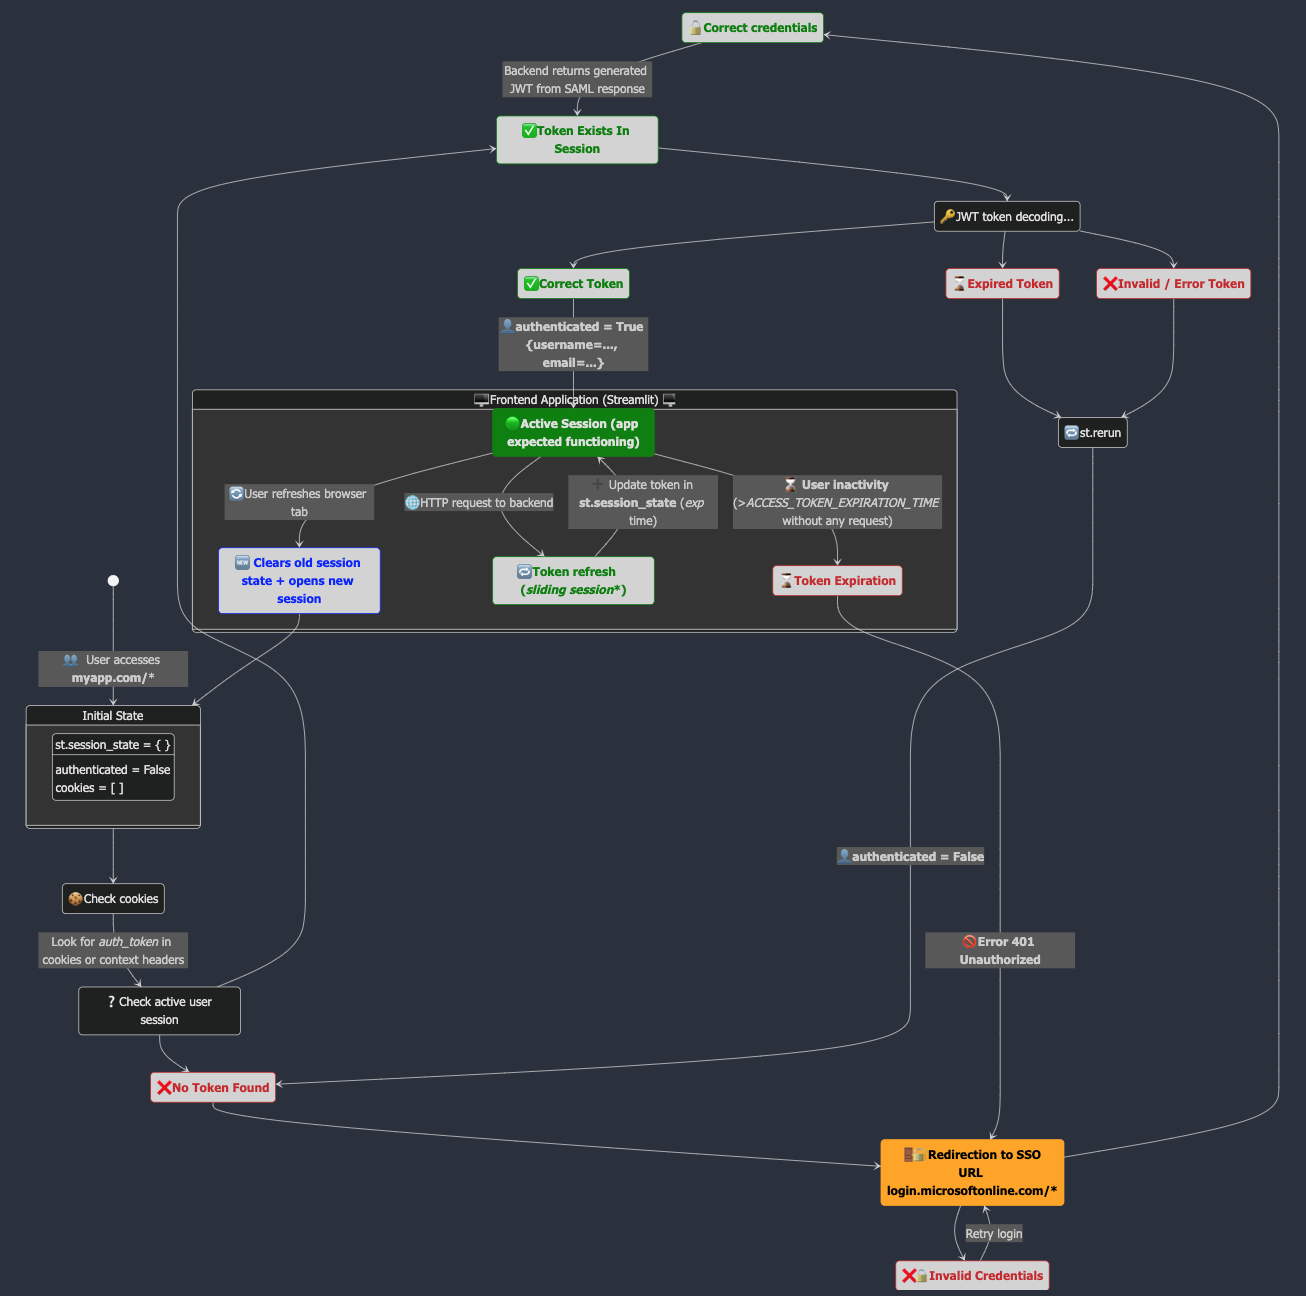 Correct credentials
Backend returns generated
JWT from SAML response
Token Exists In
Session
JWT token decoding...
Correct Token
Expired Token
Invalid / Error Token
authenticated = True
{username=...,
email=...}
Frontend Application (Streamlit)
Active Session (app
expected functioning)
st.rerun
User refreshes browser
tab
HTTP request to backend
Update token in
st.session_state (exp
time)
User inactivity
(>ACCESS_TOKEN_EXPIRATION_TIME
without any request)
Clears old session
state + opens new
session
Token refresh
(sliding session*)
Token Expiration
User accesses
myapp.com/*
Initial State
st.session_state = { }
authenticated = False
cookies = [ ]
authenticated = False
Check cookies
Look for auth_token in
cookies or context headers
Error 401
Unauthorized
? Check active user
session
No Token Found
Redirection to SSO
URL
login.microsoftonline.com/*
Retry login
Invalid Credentials